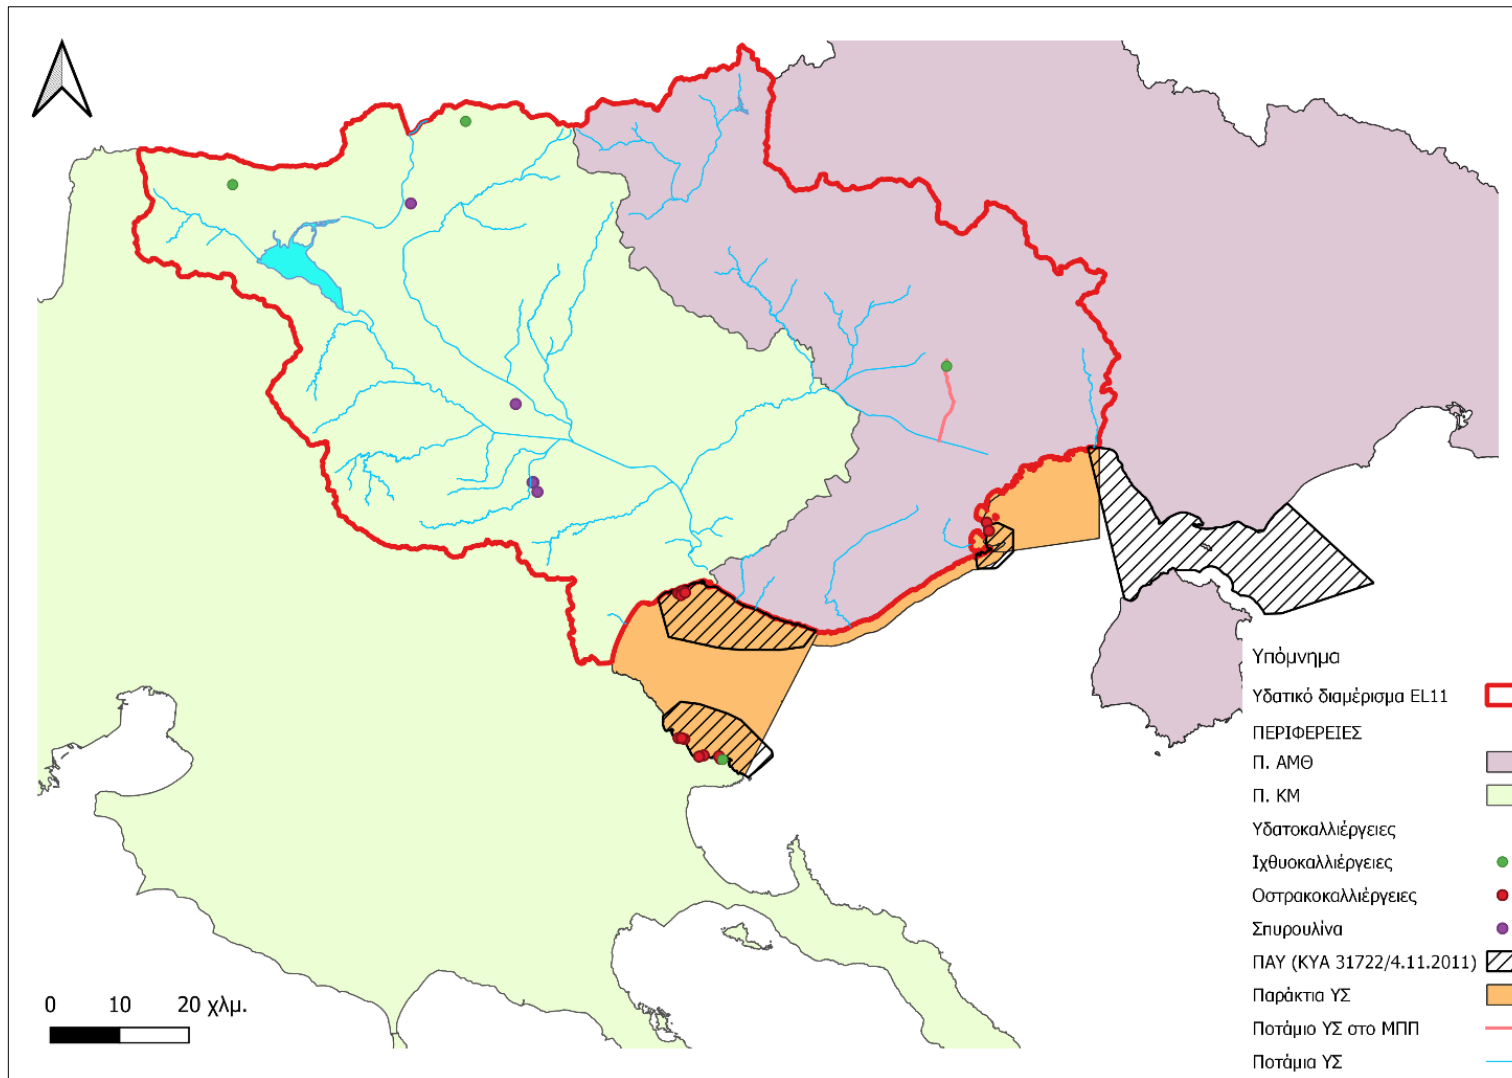 Υπόμνημα
Υδατικό διαμέρισμα EL11
ΠΕΡΙΦΕΡΕΙΕΣ
Π. ΑΜΘ
Π. ΚΜ
Υδατοκαλλιέργειες
Ιχθυοκαλλιέργειες
Οστρακοκαλλιέργειες
Σπυρουλίνα
ΠΑΥ (ΚΥΑ 31722/4.11.2011)
Παράκτια ΥΣ
Ποτάμιο ΥΣ στο ΜΠΠ
Ποτάμια ΥΣ
0 10 20 χλμ.